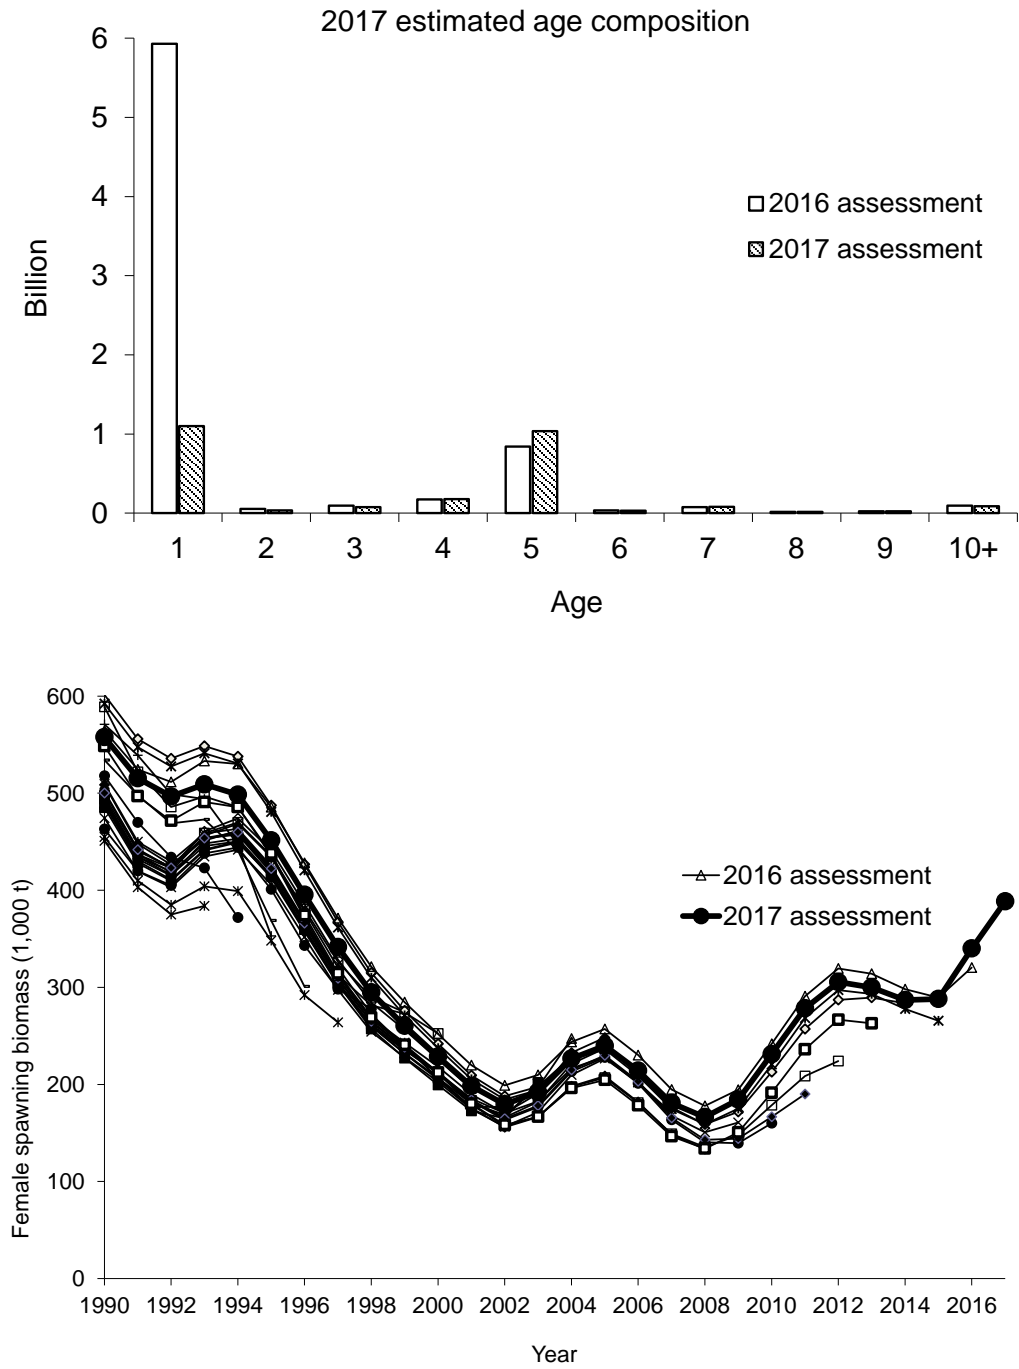 2017 estimated age composition
6
5
4
3
2
1
0
Billion
2016 assessment
2017 assessment
1 2 3 4 5 6 7 8 9 10+
Age
600
500
400
300
200
100
0
Female spawning biomass (1,000 t)
2016 assessment
2017 assessment
1990 1992 1994 1996 1998 2000 2002 2004 2006 2008 2010 2012 2014 2016
Year